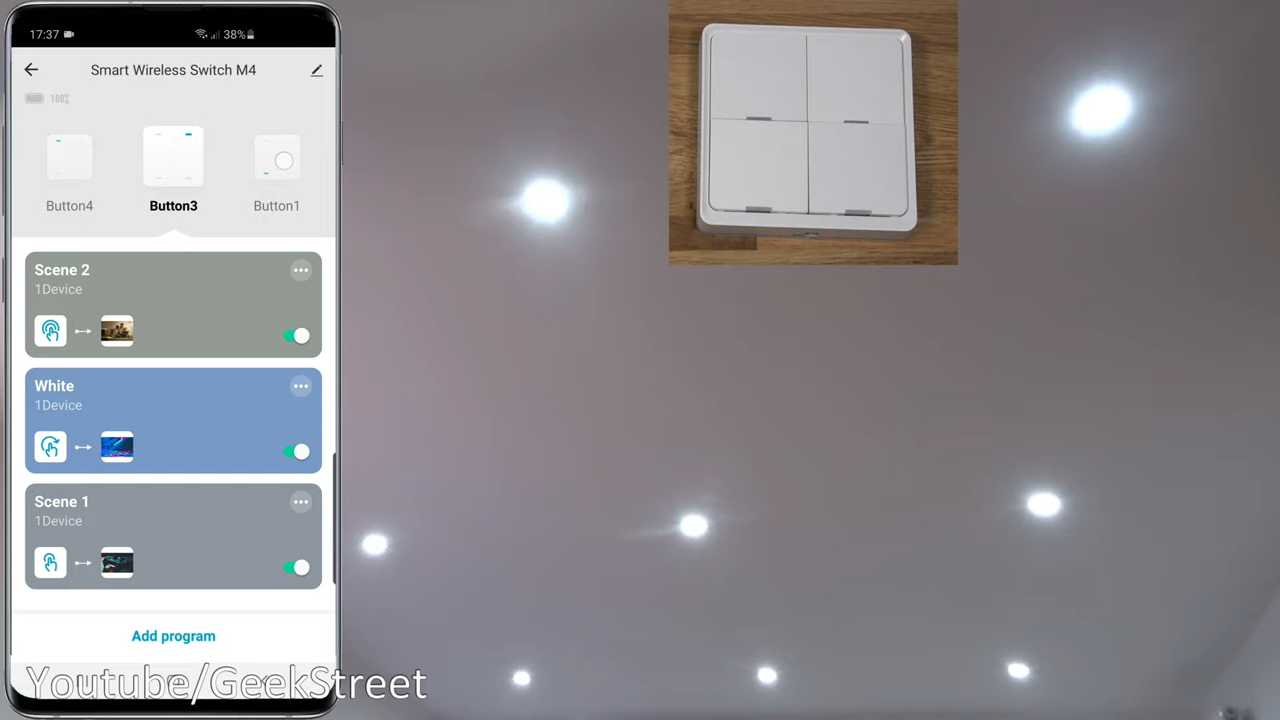 17:37
38%
Smart Wireless Switch M4
100%
Button4
Button3
Button1
Scene 2
1Device
White
1Device
Scene 1
1Device
Add program
Youtube/GeekStreet